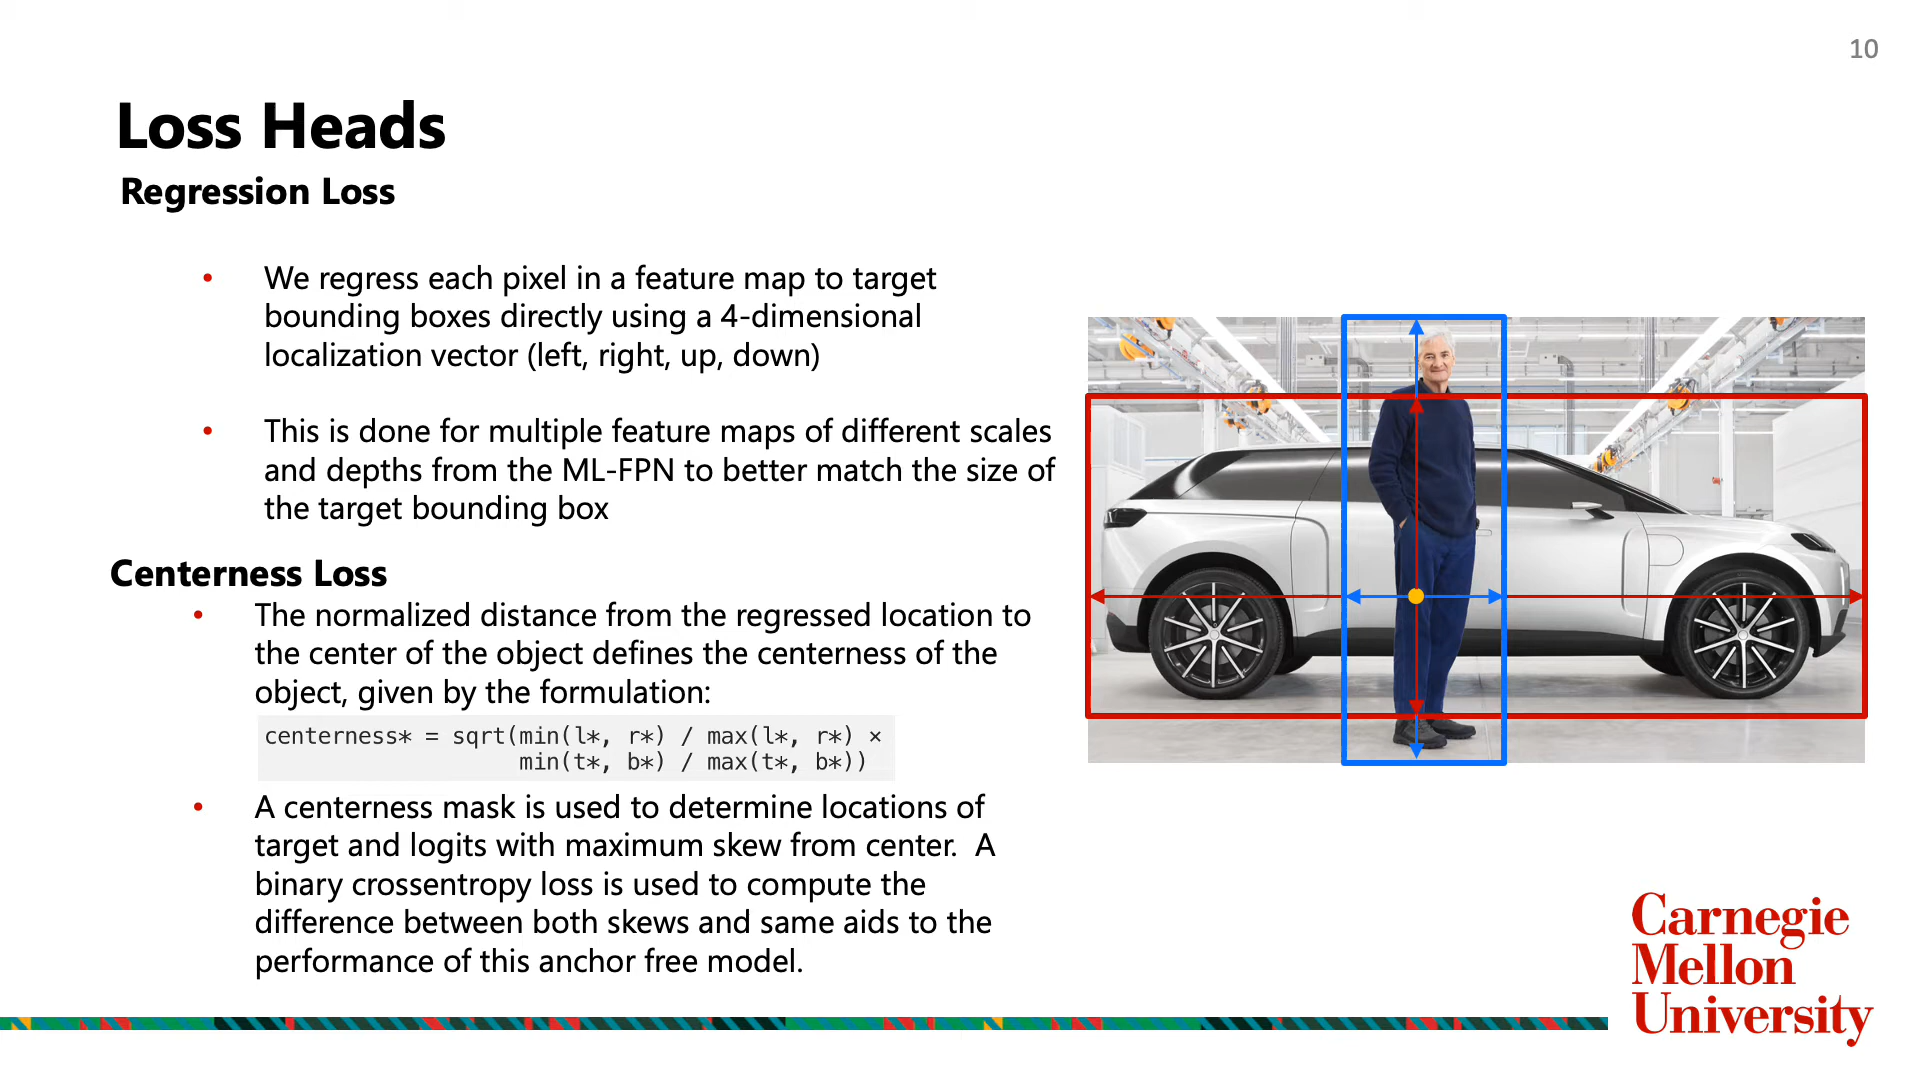 10
Loss Heads
Regression Loss
• We regress each pixel in a feature map to target
bounding boxes directly using a 4-dimensional
localization vector (left, right, up, down)
• This is done for multiple feature maps of different scales
and depths from the ML-FPN to better match the size of
the target bounding box
Centerness Loss
• The normalized distance from the regressed location to
the center of the object defines the centerness of the
object, given by the formulation:
centerness* = sqrt(min(l*, r*) / max(l*, r*) ×
min(t*, b*) / max(t*, b*))
• A centerness mask is used to determine locations of
target and logits with maximum skew from center.  A
binary crossentropy loss is used to compute the
difference between both skews and same aids to the
performance of this anchor free model.
Carnegie
Mellon
University